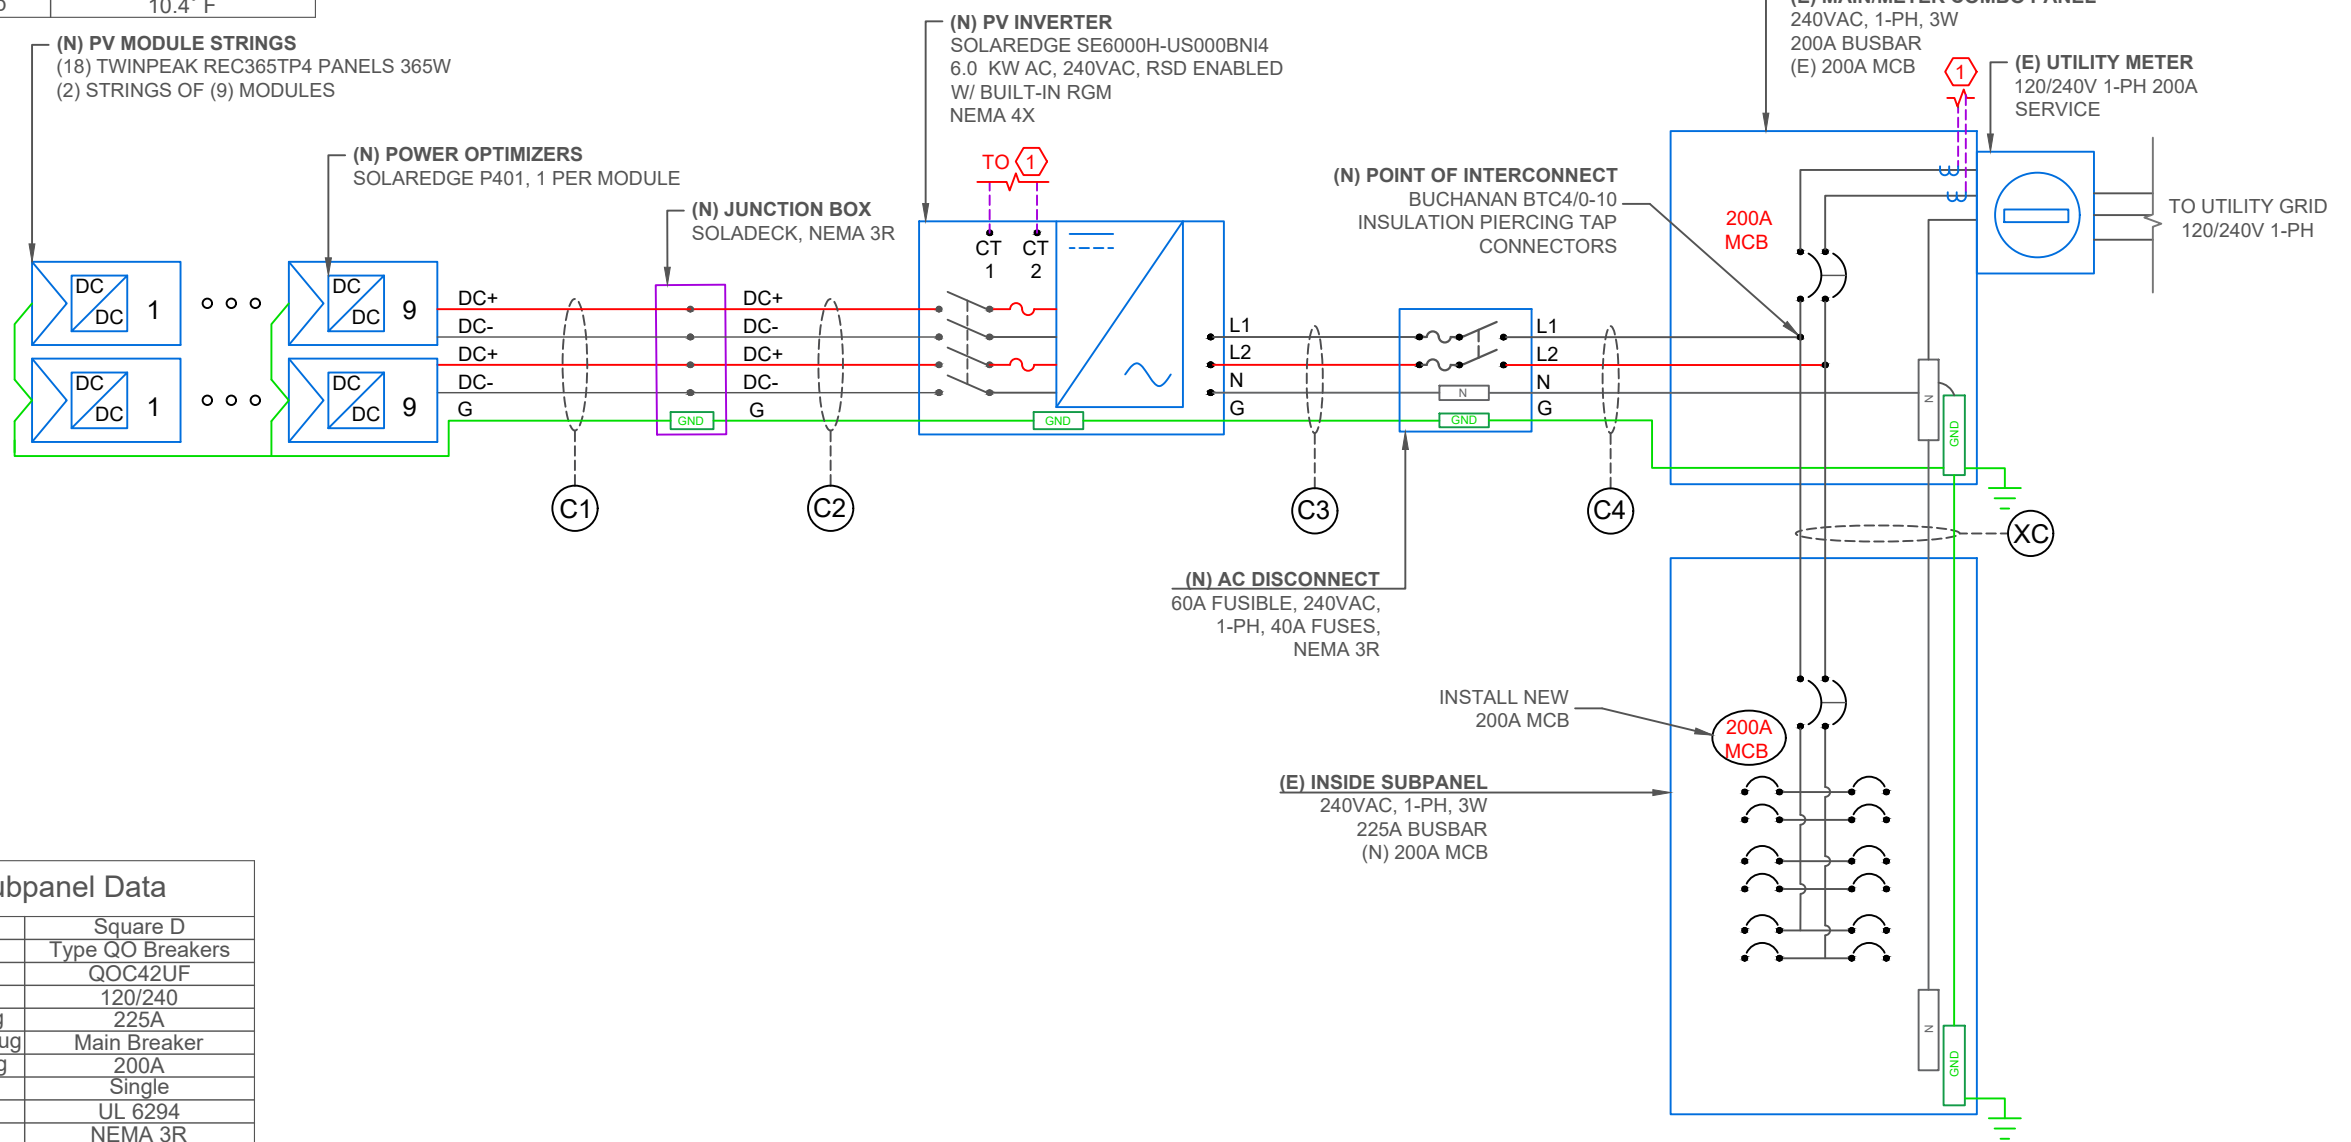 10.4° F
(N) PV MODULE STRINGS
(18) TWINPEAK REC365TP4 PANELS 365W
(2) STRINGS OF (9) MODULES
(N) POWER OPTIMIZERS
SOLAREDGE P401, 1 PER MODULE
(N) JUNCTION BOX
SOLADECK, NEMA 3R
(N) PV INVERTER
SOLAREDGE SE6000H-US000BNI4
6.0 KW AC, 240VAC, RSD ENABLED
W/ BUILT-IN RGM
NEMA 4X
TO 1
CT 1
CT 2
(N) POINT OF INTERCONNECT
BUCHANAN BTC4/0-10
INSULATION PIERCING TAP
CONNECTORS
(E) MAIN/METER COMBO PANEL
240VAC, 1-PH, 3W
200A BUSBAR
(E) 200A MCB
1
(E) UTILITY METER
120/240V 1-PH 200A
SERVICE
TO UTILITY GRID
120/240V 1-PH
200A
MCB
DC
DC
1
DC
DC
9
DC
DC
1
DC
DC
9
DC+
DC-
DC+
DC-
G
GND
DC+
DC-
DC+
DC-
G
GND
L1
L2
N
G
N
GND
L1
L2
N
G
N
GND
C1
C2
C3
C4
XC
(N) AC DISCONNECT
60A FUSIBLE, 240VAC,
1-PH, 40A FUSES,
NEMA 3R
INSTALL NEW
200A MCB
200A
MCB
(E) INSIDE SUBPANEL
240VAC, 1-PH, 3W
225A BUSBAR
(N) 200A MCB
N
GND
ubpanel Data
Square D
Type QO Breakers
QOC42UF
120/240
g 225A
ug Main Breaker
g 200A
Single
UL 6294
NEMA 3R